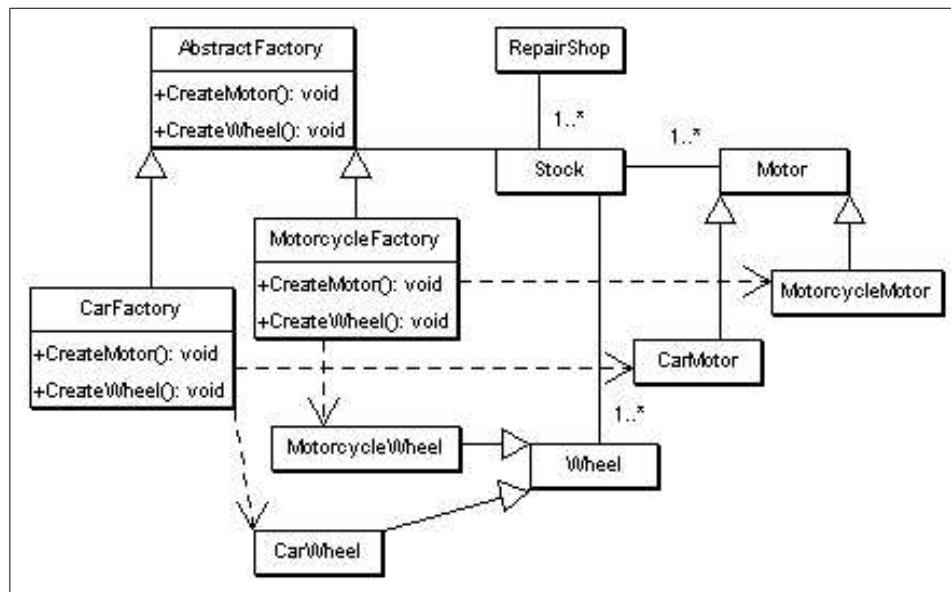 AbstractFactory
+CreateMotor(): void
+CreateWheel(): void
RepairShop
1..*
Stock
1..*
Motor
MotorcycleFactory
+CreateMotor(): void
+CreateWheel(): void
MotorcycleMotor
CarFactory
+CreateMotor(): void
+CreateWheel(): void
CarMotor
1..*
MotorcycleWheel
Wheel
CarWheel